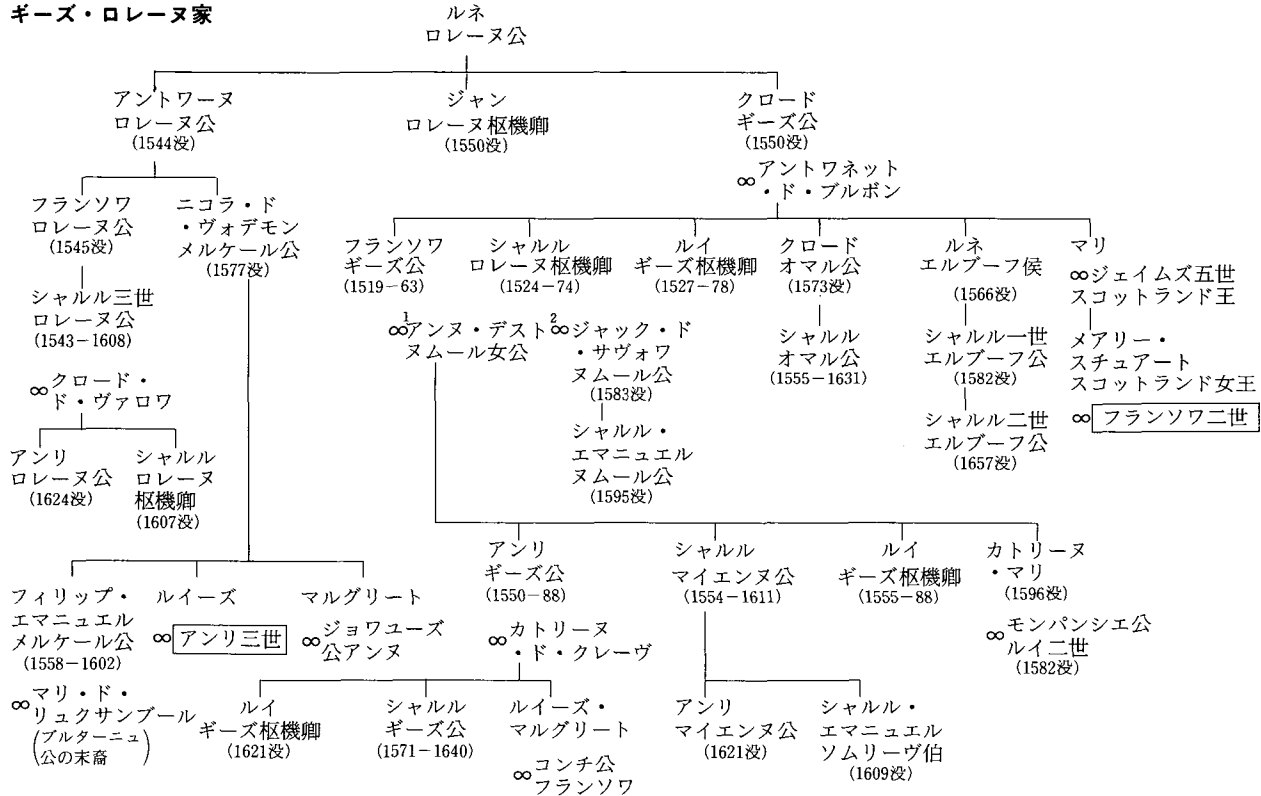 ギーズ・ロレーヌ家
ルネ
ロレーヌ公
アントワーヌ
ロレーヌ公
(1544没)
ジャン
ロレーヌ枢機卿
(1550没)
クロード
ギーズ公
(1550没)
∞アントワネット
・ド・ブルボン
フランソワ
ロレーヌ公
(1545没)
ニコラ・ド
・ヴォデモン
メルケール公
(1577没)
シャルル三世
ロレーヌ公
(1543−1608)
∞クロード・
ド・ヴァロワ
アンリ
ロレーヌ公
(1624没)
シャルル
ロレーヌ
枢機卿
(1607没)
フランソワ
ギーズ公
(1519−63)
シャルル
ロレーヌ枢機卿
(1524−74)
ルイ
ギーズ枢機卿
(1527−78)
クロード
オマル公
(1573没)
ルネ
エルブーフ侯
(1566没)
マリ
∞ジェイムズ五世
スコットランド王
∞1アンヌ・デスト
ヌムール女公
2∞ジャック・ド
・サヴォワ
ヌムール公
(1583没)
シャルル・
エマニュエル
ヌムール公
(1595没)
シャルル
オマル公
(1555−1631)
シャルル一世
エルブーフ公
(1582没)
シャルル二世
エルブーフ公
(1657没)
メアリー・
スチュアート
スコットランド女王
∞フランソワ二世
フィリップ・
エマニュエル
メルケール公
(1558−1602)
∞マリ・ド・
リュクサンブール
(ブルターニュ
公の末裔)
ルイーズ
∞アンリ三世
マルグリート
∞ジョワユーズ
公アンヌ
アンリ
ギーズ公
(1550−88)
∞カトリーヌ
・ド・クレーヴ
シャルル
マイエンヌ公
(1554−1611)
ルイ
ギーズ枢機卿
(1555−88)
カトリーヌ
・マリ
(1596没)
∞モンパンシエ公
ルイ二世
(1582没)
ルイ
ギーズ枢機卿
(1621没)
シャルル
ギーズ公
(1571−1640)
ルイーズ・
マルグリート
∞コンチ公
フランソワ
アンリ
マイエンヌ公
(1621没)
シャルル・
エマニュエル
ソムリーヴ伯
(1609没)